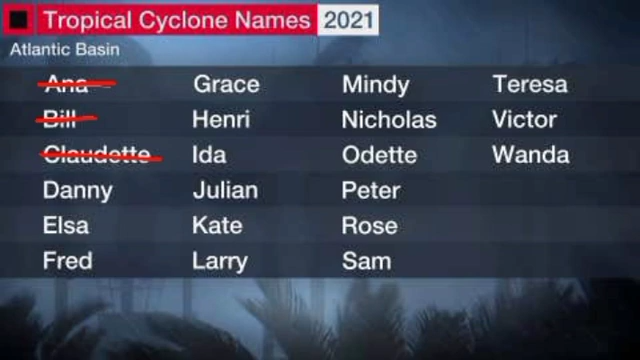 Tropical Cyclone Names 2021
Atlantic Basin
Ana Grace Mindy Teresa
Bill Henri Nicholas Victor
Claudette Ida Odette Wanda
Danny Julian Peter
Elsa Kate Rose
Fred Larry Sam